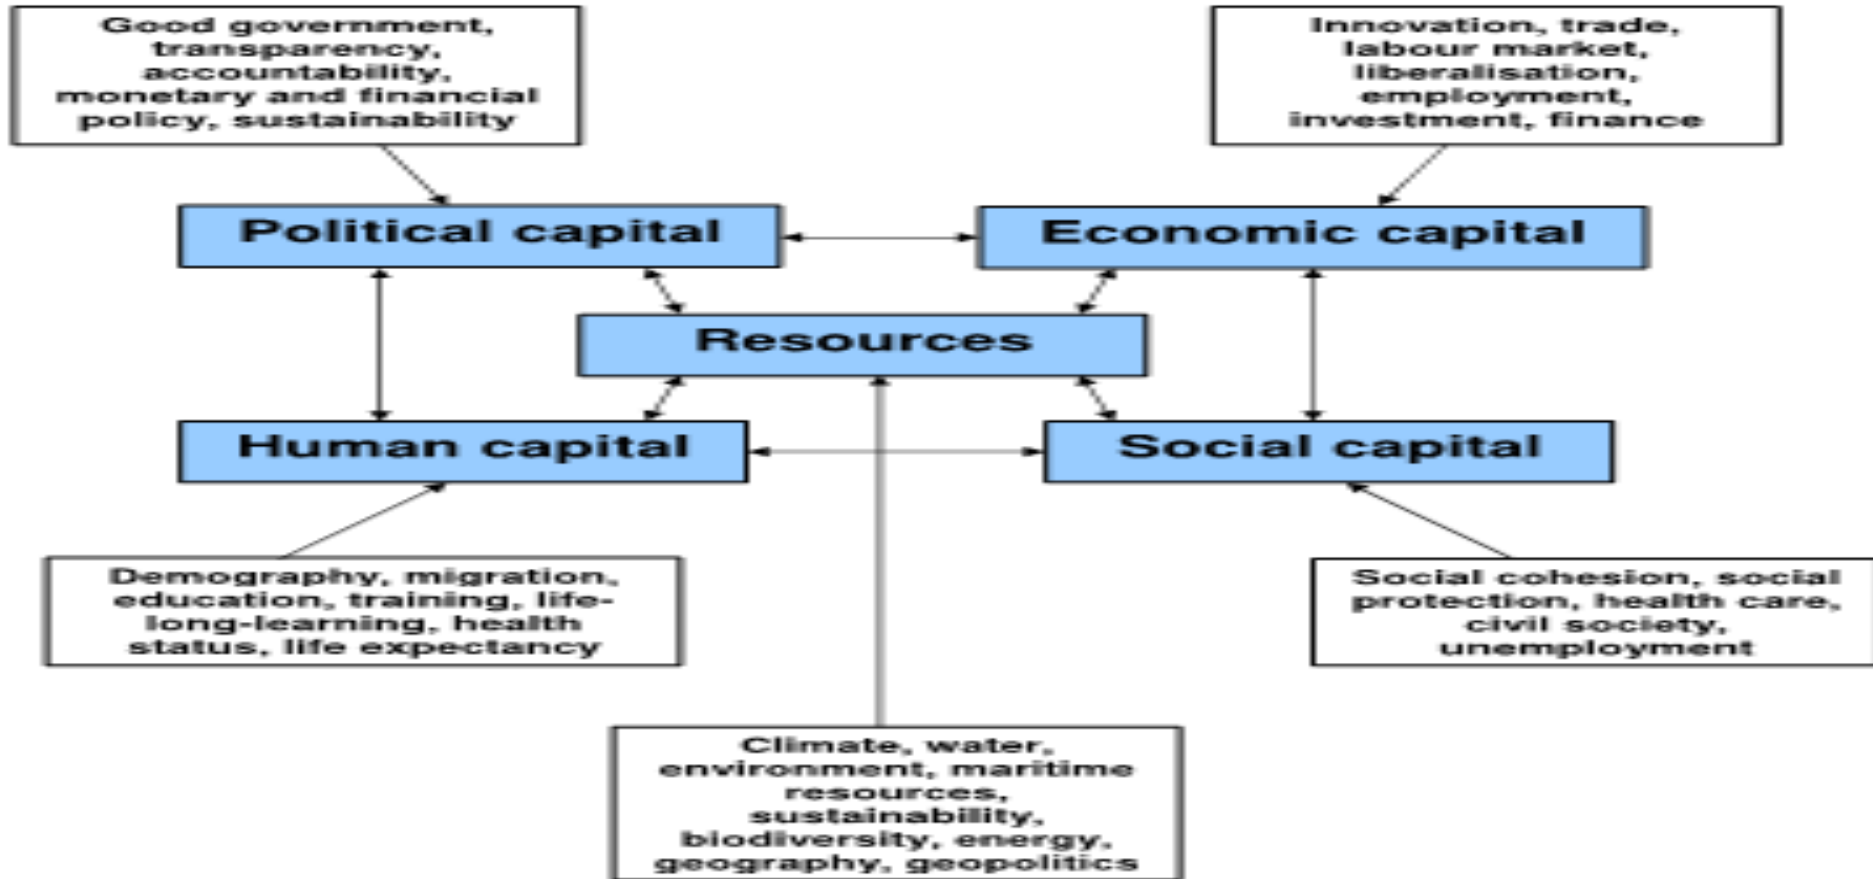 Good government,
transparency,
accountability,
monetary and financial
policy, sustainability
Innovation, trade,
labour market,
liberalisation,
employment,
investment, finance
Political capital
Economic capital
Resources
Human capital
Social capital
Demography, migration,
education, training, life-
long-learning, health
status, life expectancy
Social cohesion, social
protection, health care,
civil society,
unemployment
Climate, water,
environment, maritime
resources,
sustainability,
biodiversity, energy,
geography, geopolitics